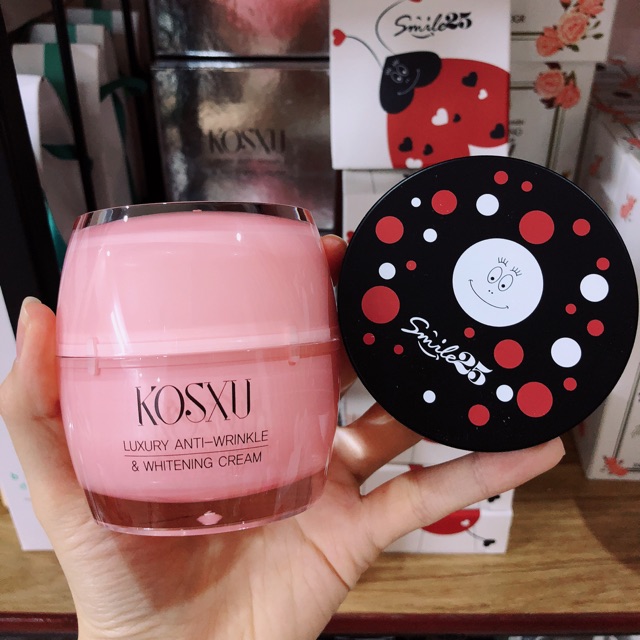 Smile25
KOSXU
Smile25
KOSXU
LUXURY ANTI-WRINKLE
& WHITENING CREAM